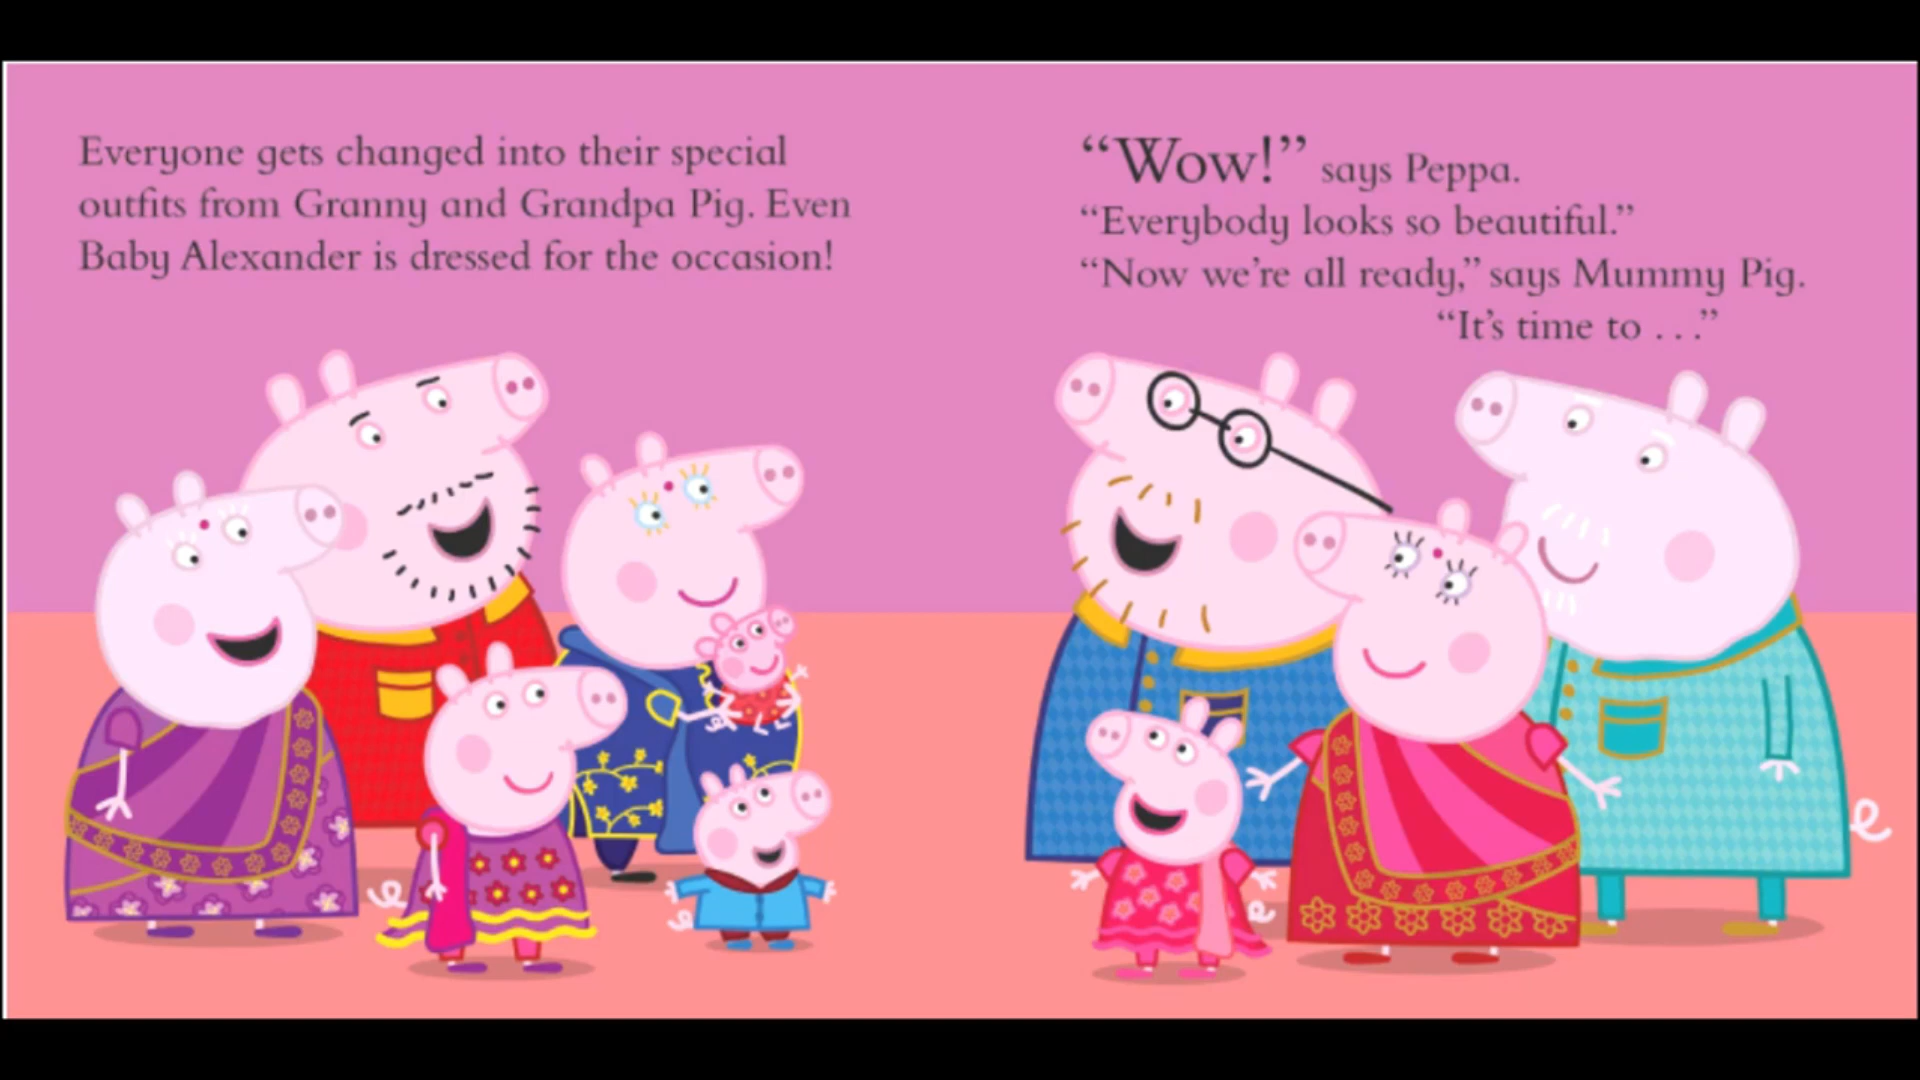 Everyone gets changed into their special
outfits from Granny and Grandpa Pig. Even
Baby Alexander is dressed for the occasion!
“Wow!” says Peppa.
“Everybody looks so beautiful.”
“Now we’re all ready,” says Mummy Pig.
“It’s time to . . .”